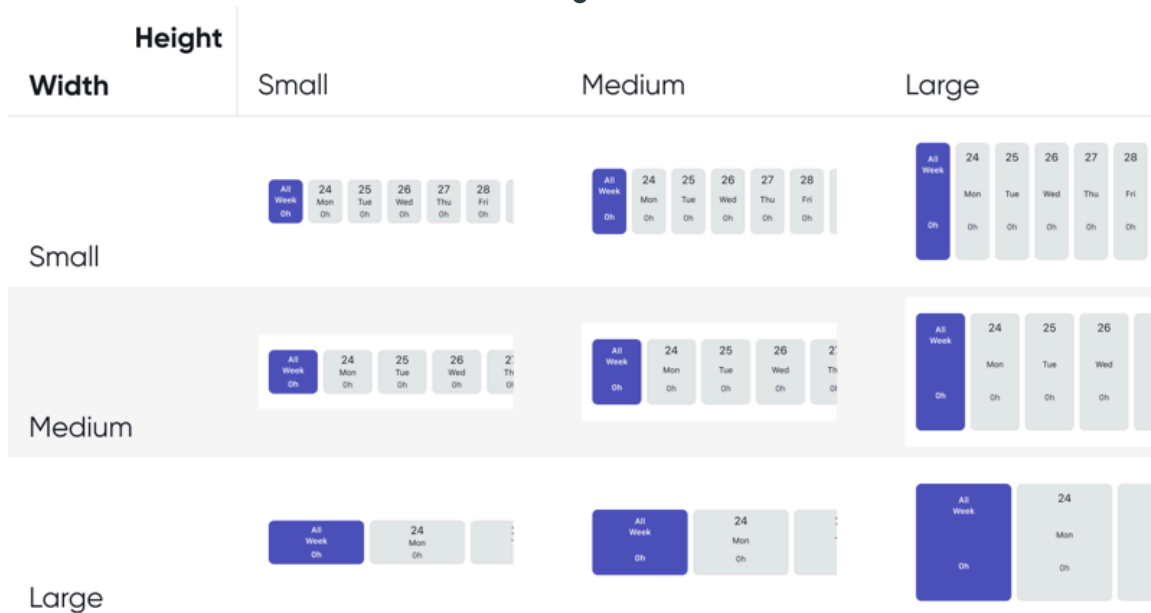 Height
Width Small Medium Large
All Week 0h 24 Mon 0h 25 Tue 0h 26 Wed 0h 27 Thu 0h 28 Fri 0h
All Week 0h 24 Mon 0h 25 Tue 0h 26 Wed 0h 27 Thu 0h 28 Fri 0h
All Week 0h 24 Mon 0h 25 Tue 0h 26 Wed 0h 27 Thu 0h 28 Fri 0h
Small
All Week 0h 24 Mon 0h 25 Tue 0h 26 Wed 0h
All Week 0h 24 Mon 0h 25 Tue 0h 26 Wed 0h
All Week 0h 24 Mon 0h 25 Tue 0h 26 Wed 0h
Medium
All Week 0h 24 Mon 0h
All Week 0h 24 Mon 0h
All Week 0h 24 Mon 0h
Large